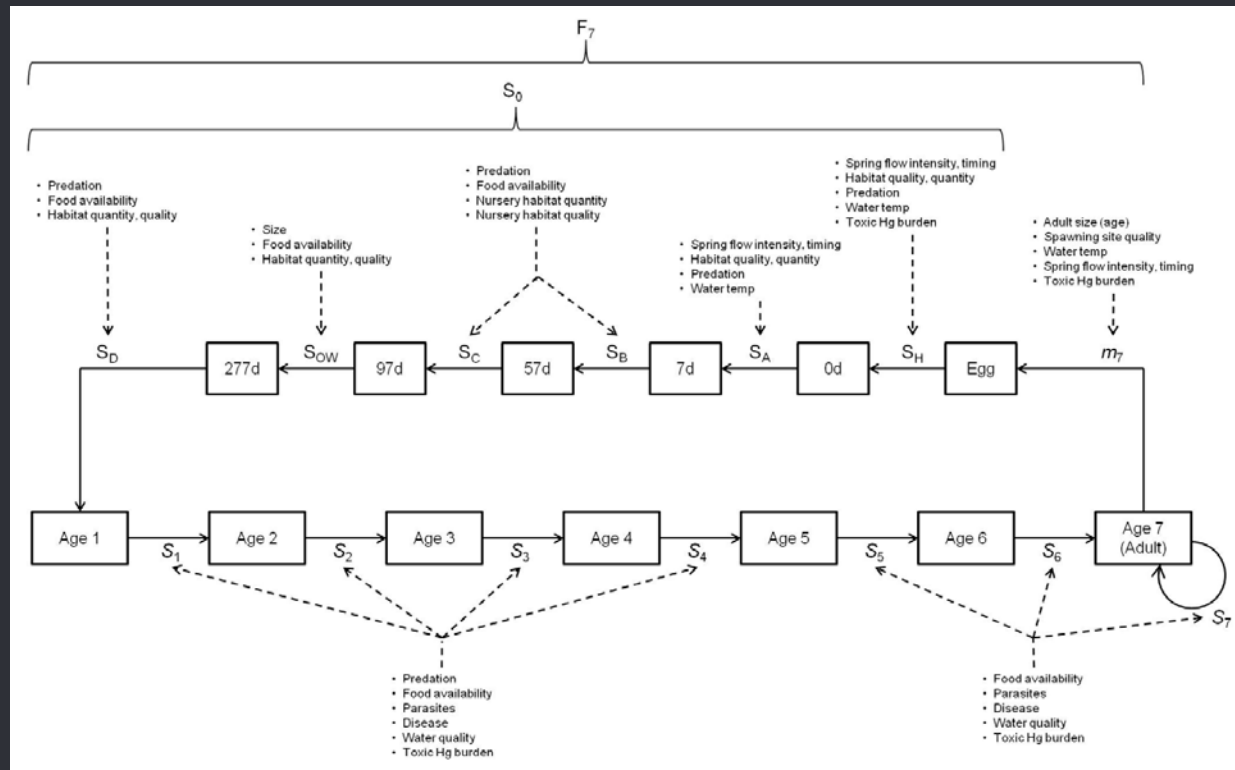 F7
S0
• Predation
• Food availability
• Habitat quantity, quality
• Size
• Food availability
• Habitat quantity, quality
• Predation
• Food availability
• Nursery habitat quantity
• Nursery habitat quality
• Spring flow intensity, timing
• Habitat quality, quantity
• Predation
• Water temp
• Spring flow intensity, timing
• Habitat quality, quantity
• Predation
• Water temp
• Toxic Hg burden
• Adult size (age)
• Spawning site quality
• Water temp
• Spring flow intensity, timing
• Toxic Hg burden
SD
277d
SOW
97d
SC
57d
SB
7d
SA
0d
SH
Egg
m7
Age 1
S1
Age 2
S2
Age 3
S3
Age 4
S4
Age 5
S5
Age 6
S6
Age 7
(Adult)
S7
• Predation
• Food availability
• Parasites
• Disease
• Water quality
• Toxic Hg burden
• Food availability
• Parasites
• Disease
• Water quality
• Toxic Hg burden